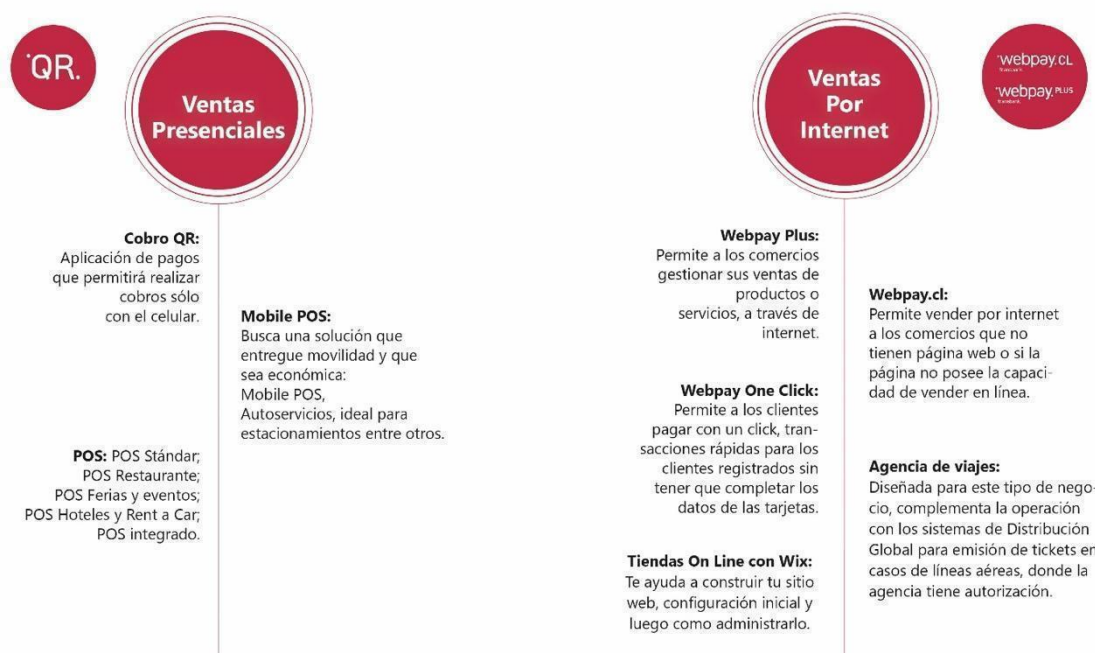 QR.
Ventas
Presenciales
Cobro QR:
Aplicación de pagos
que permitirá realizar
cobros sólo
con el celular.
Mobile POS:
Busca una solución que
entregue movilidad y que
sea económica:
Mobile POS,
Autoservicios, ideal para
estacionamientos entre otros.
POS: POS Stándar;
POS Restaurante;
POS Ferias y eventos;
POS Hoteles y Rent a Car;
POS integrado.
Ventas
Por
Internet
webpay.CL
webpay.PLUS
Webpay Plus:
Permite a los comercios
gestionar sus ventas de
productos o
servicios, a través de
internet.
Webpay.cl:
Permite vender por internet
a los comercios que no
tienen página web o si la
página no posee la capaci-
dad de vender en línea.
Webpay One Click:
Permite a los clientes
pagar con un click, tran-
sacciones rápidas para los
clientes registrados sin
tener que completar los
datos de las tarjetas.
Agencia de viajes:
Diseñada para este tipo de nego-
cio, complementa la operación
con los sistemas de Distribución
Global para emisión de tickets en
casos de líneas aéreas, donde la
agencia tiene autorización.
Tiendas On Line con Wix:
Te ayuda a construir tu sitio
web, configuración inicial y
luego como administrarlo.